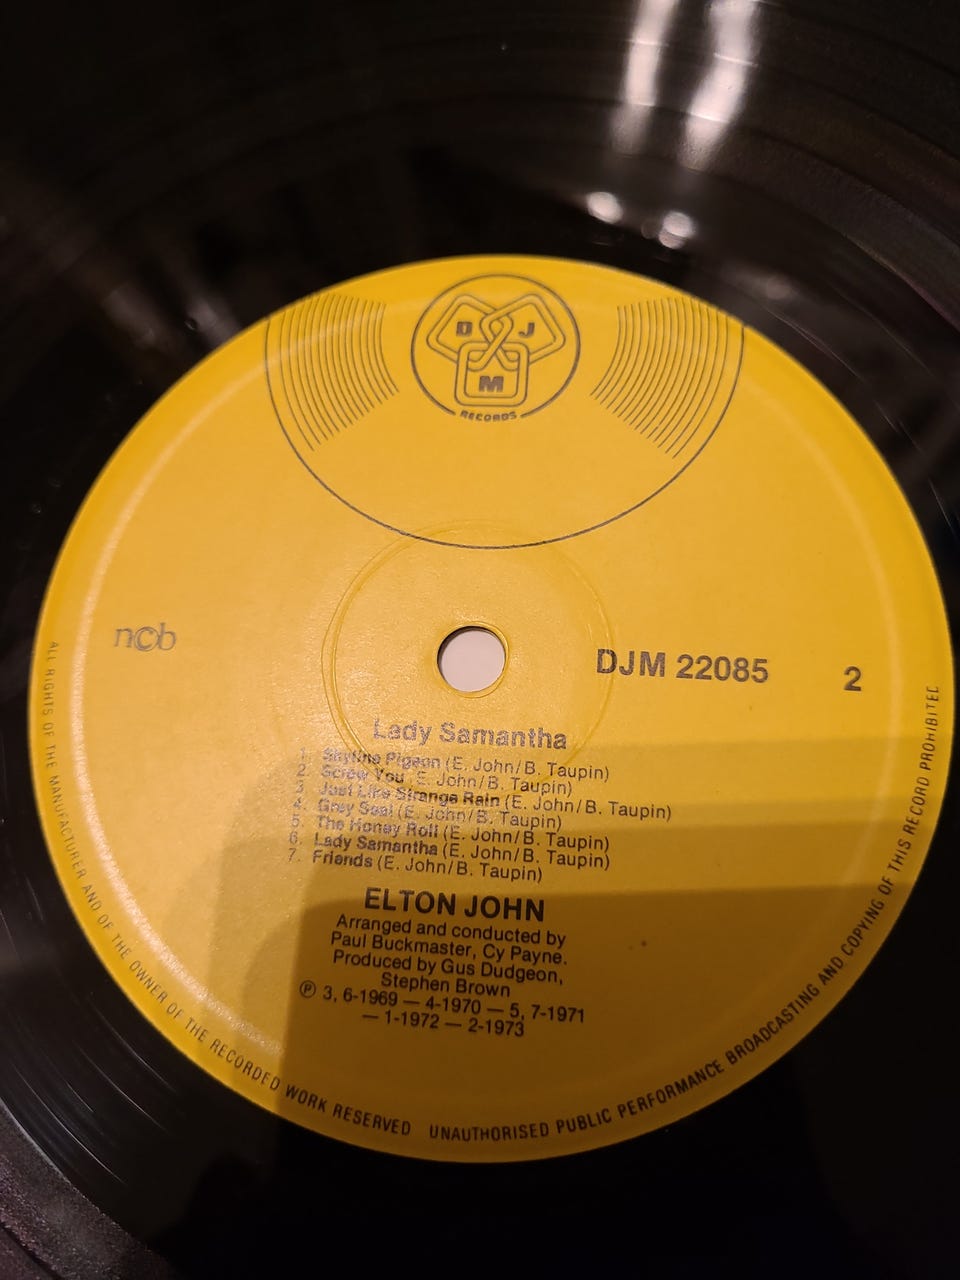 D J
M
RECORDS
ncb
DJM 22085 2
Lady Samantha
1. Skyline Pigeon (E. John/B. Taupin)
2. Screw You (E. John/B. Taupin)
3. Just Like Strange Rain (E. John/B. Taupin)
4. Grey Seal (E. John/B. Taupin)
5. The Honey Roll (E. John/B. Taupin)
6. Lady Samantha (E. John/B. Taupin)
7. Friends (E. John/B. Taupin)
ELTON JOHN
Arranged and conducted by
Paul Buckmaster, Cy Payne.
Produced by Gus Dudgeon,
Stephen Brown
Ⓟ 3, 6-1969 — 4-1970 — 5, 7-1971
— 1-1972 — 2-1973
ALL RIGHTS OF THE MANUFACTURER AND OF THE OWNER OF THE RECORDED WORK RESERVED UNAUTHORISED PUBLIC PERFORMANCE BROADCASTING AND COPYING OF THIS RECORD PROHIBITED